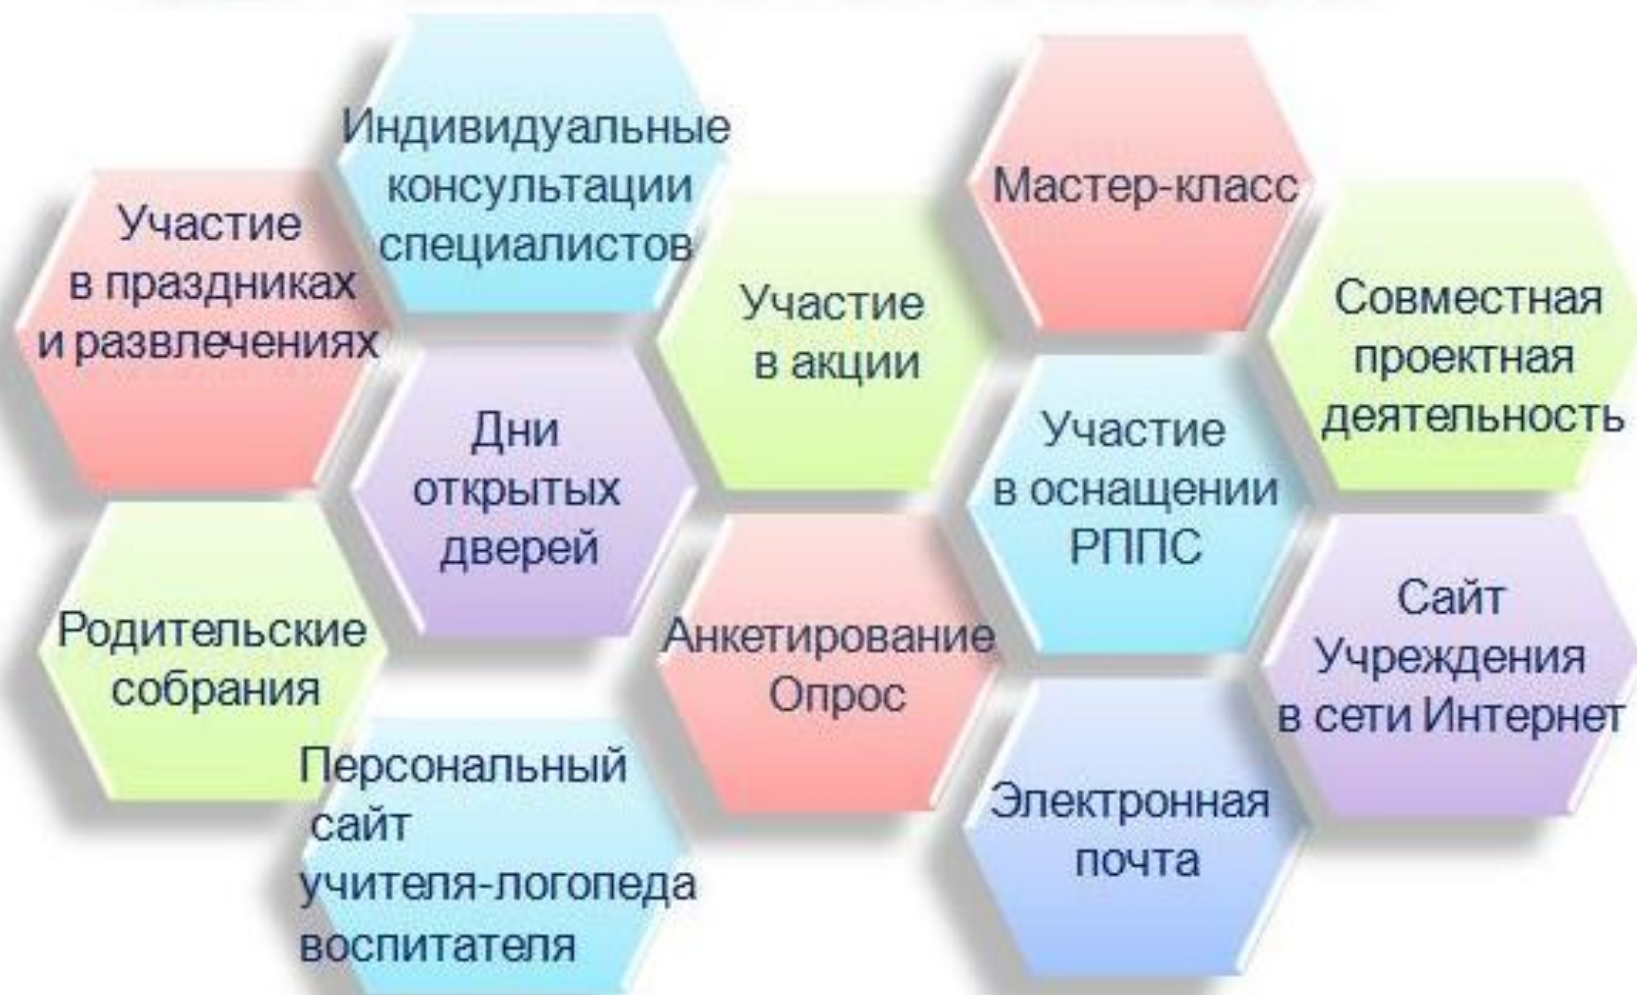 Индивидуальные
консультации
специалистов
Мастер-класс
Участие
в праздниках
и развлечениях
Участие
в акции
Совместная
проектная
деятельность
Дни
открытых
дверей
Участие
в оснащении
РППС
Родительские
собрания
Анкетирование
Опрос
Сайт
Учреждения
в сети Интернет
Персональный
сайт
учителя-логопеда
воспитателя
Электронная
почта